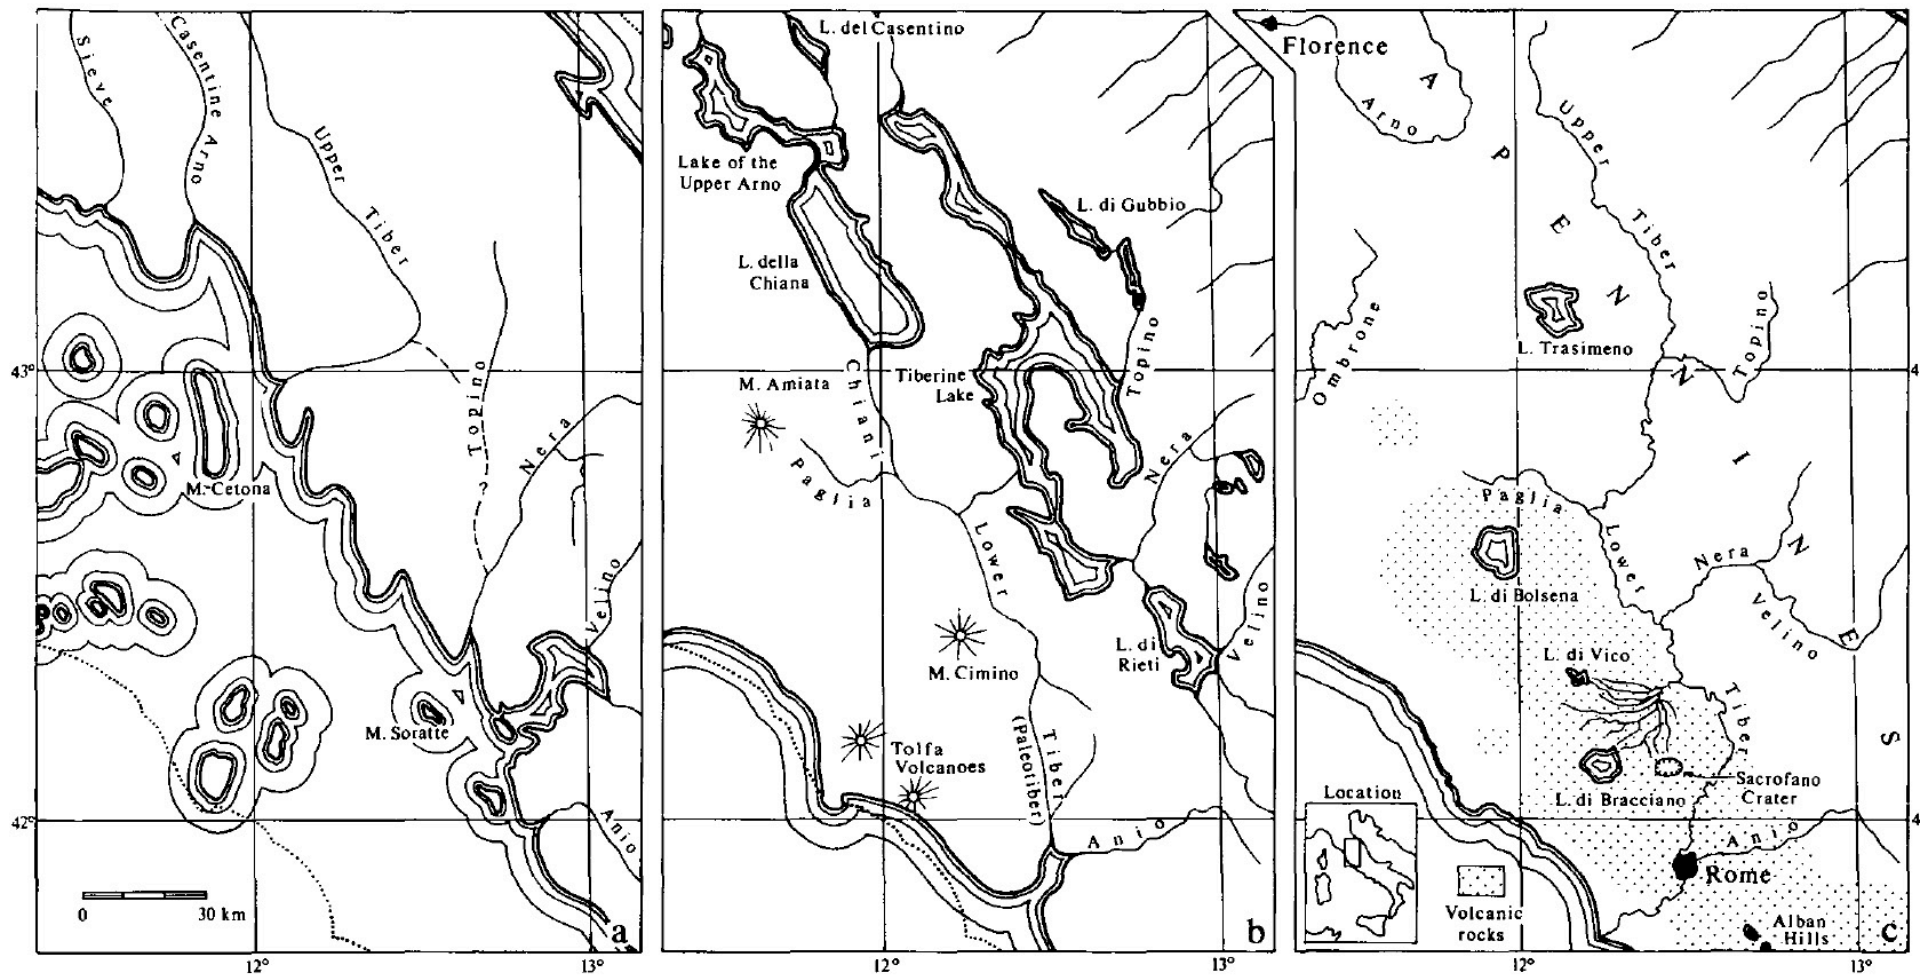 Sieve
Casentine Arno
Upper
Tiber
43°
Topino
?
Nera
M. Cetona
Velino
M. Soratte
42°
Anio
0 30 km
a
12° 13°
L. del Casentino
Lake of the
Upper Arno
L. di Gubbio
L. della
Chiana
Topino
Chiani
Tiberine
Lake
M. Amiata
Paglia
Nera
Lower
Velino
L. di
Rieti
M. Cimino
Tiber
(Paleotiber)
Tolfa
Volcanoes
Anio
b
12° 13°
Florence
APENNINES
Arno
Upper
Tiber
Ombrone
L. Trasimeno
Topino
4
Paglia
Lower
Nera
L. di Bolsena
Velino
L. di Vico
Tiber
Sacrofano
Crater
L. di Bracciano
Location
4
Anio
Rome
Volcanic
rocks
Alban
Hills
c
12° 13°